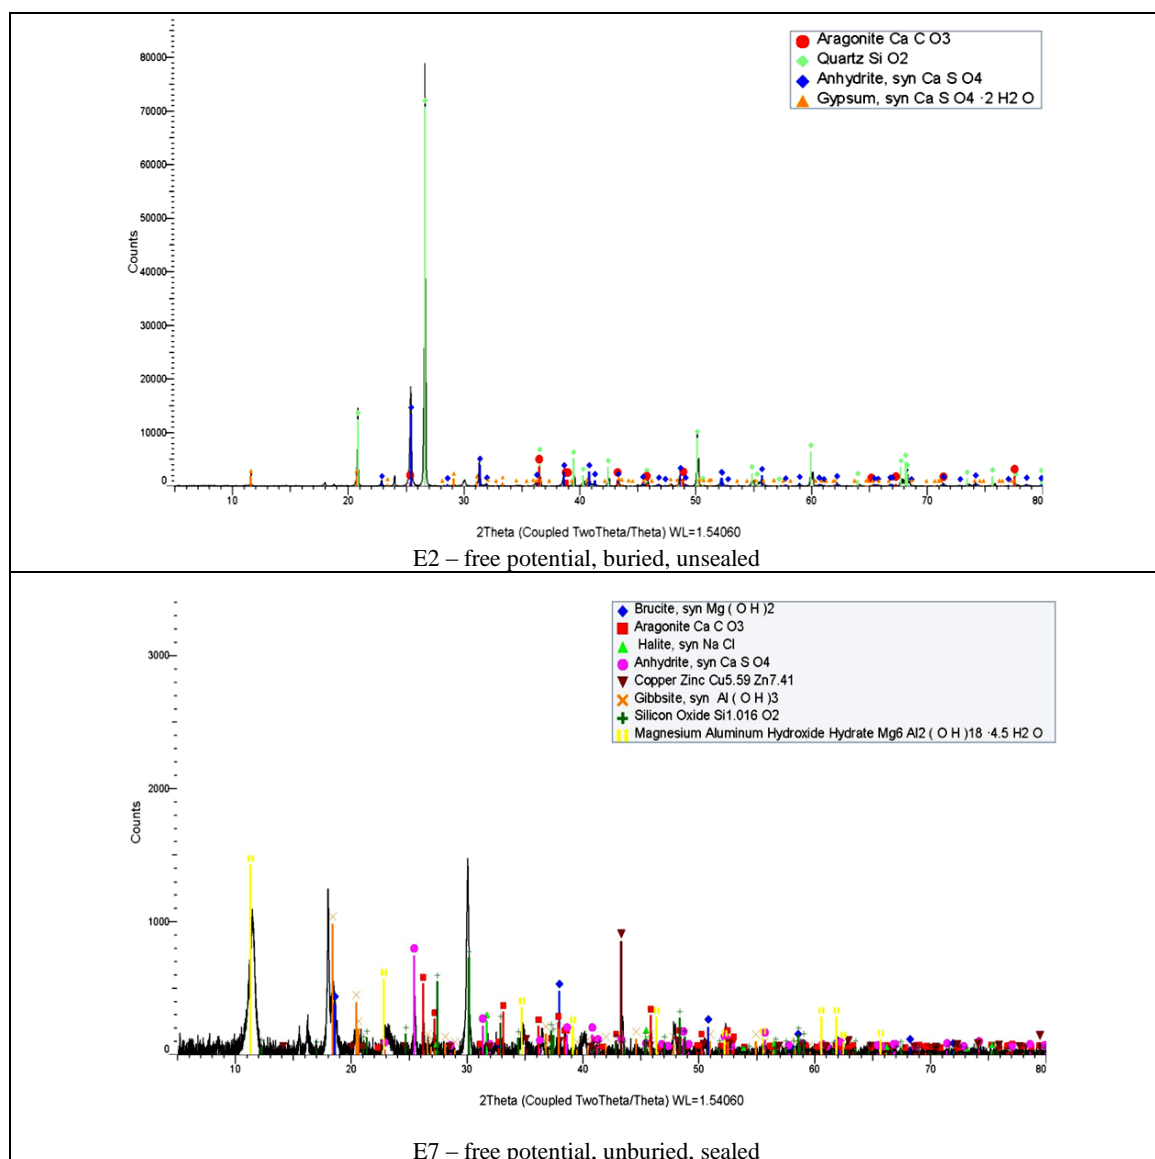 Aragonite Ca C O3
Quartz Si O2
Anhydrite, syn Ca S O4
Gypsum, syn Ca S O4 ·2 H2 O
80000
70000
60000
50000
40000
30000
20000
10000
0
Counts
10 20 30 40 50 60 70 80
2Theta (Coupled TwoTheta/Theta) WL=1.54060
E2 – free potential, buried, unsealed
Brucite, syn Mg ( O H )2
Aragonite Ca C O3
Halite, syn Na Cl
Anhydrite, syn Ca S O4
Copper Zinc Cu5.59 Zn7.41
Gibbsite, syn Al ( O H )3
Silicon Oxide Si1.016 O2
Magnesium Aluminum Hydroxide Hydrate Mg6 Al2 ( O H )18 ·4.5 H2 O
3000
2000
1000
0
Counts
10 20 30 40 50 60 70 80
2Theta (Coupled TwoTheta/Theta) WL=1.54060
E7 – free potential, unburied, sealed